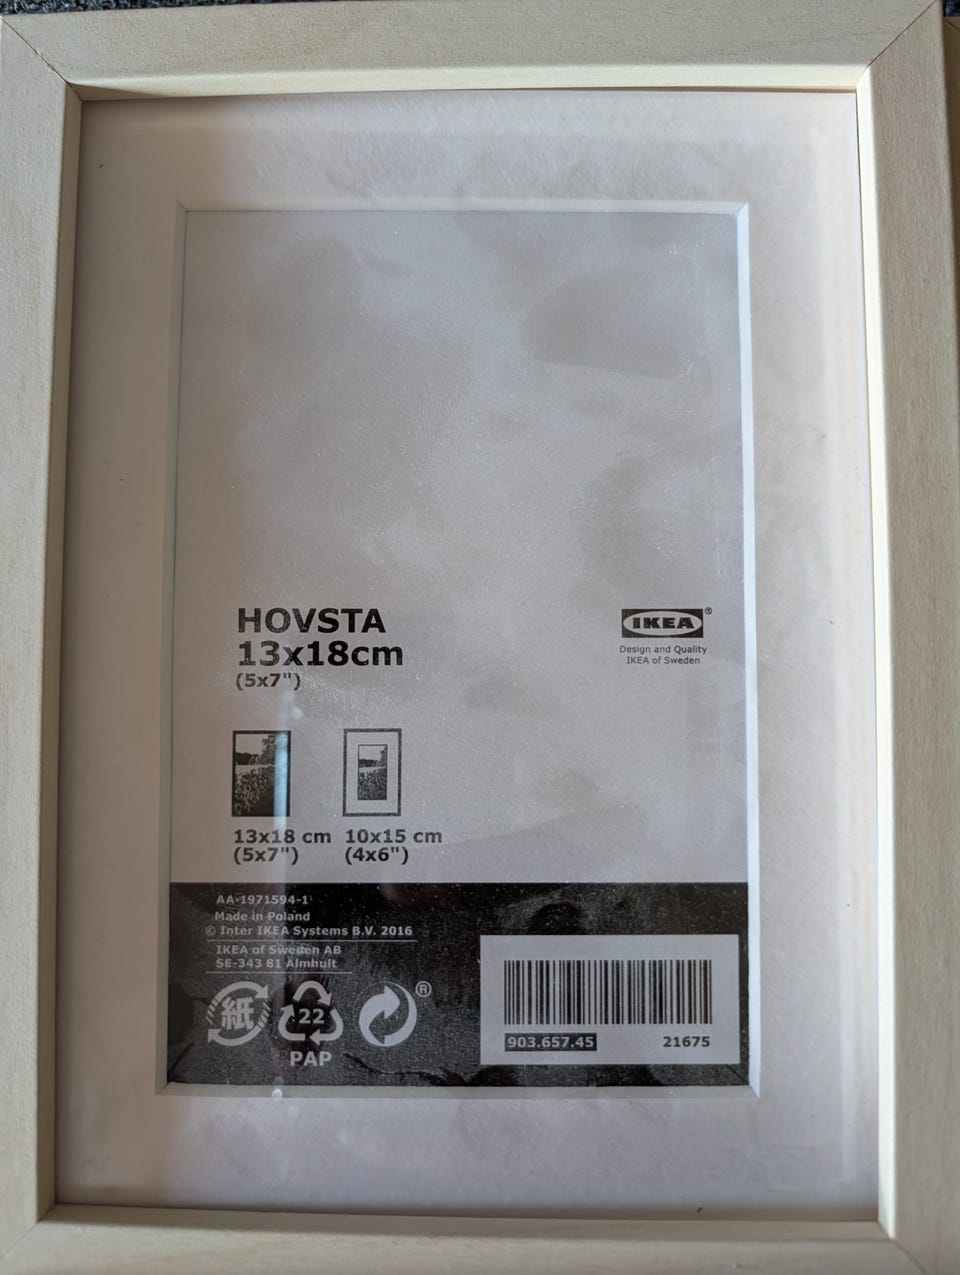 HOVSTA
13x18cm
(5x7")
IKEA®
Design and Quality
IKEA of Sweden
13x18 cm
(5x7")
10x15 cm
(4x6")
AA-1971594-1
Made in Poland
© Inter IKEA Systems B.V. 2016
IKEA of Sweden AB
SE-343 81 Älmhult
紙
22
PAP
®
903.657.45
21675